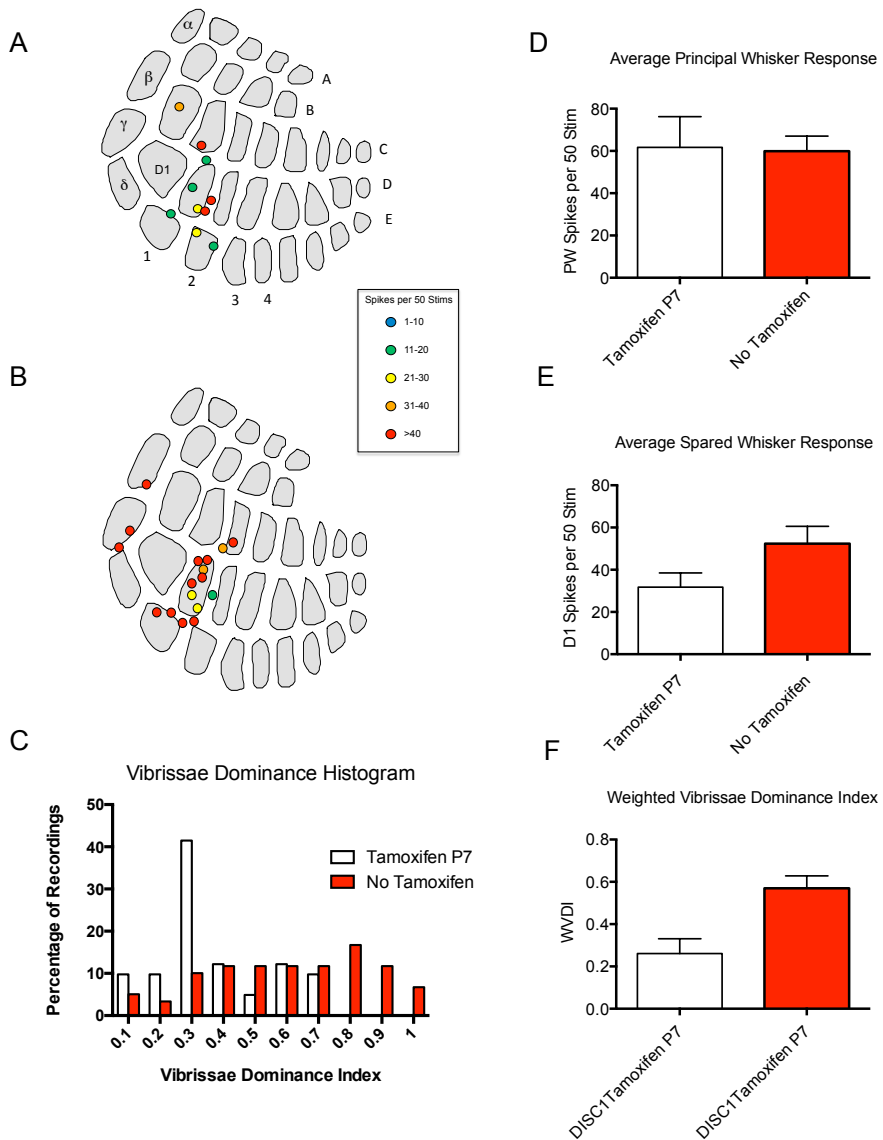 A
α
β
γ
δ
D1
A
B
C
D
E
1
2
3
4
Spikes per 50 Stims
1-10
11-20
21-30
31-40
>40
B
C
Vibrissae Dominance Histogram
Percentage of Recordings
50
40
30
20
10
0
Tamoxifen P7
No Tamoxifen
0.1
0.2
0.3
0.4
0.5
0.6
0.7
0.8
0.9
1
Vibrissae Dominance Index
D
Average Principal Whisker Response
PW Spikes per 50 Stim
80
60
40
20
0
Tamoxifen P7
No Tamoxifen
E
Average Spared Whisker Response
D1 Spikes per 50 Stim
80
60
40
20
0
Tamoxifen P7
No Tamoxifen
F
Weighted Vibrissae Dominance Index
WVDI
0.8
0.6
0.4
0.2
0.0
DISC1Tamoxifen P7
DISC1Tamoxifen P7